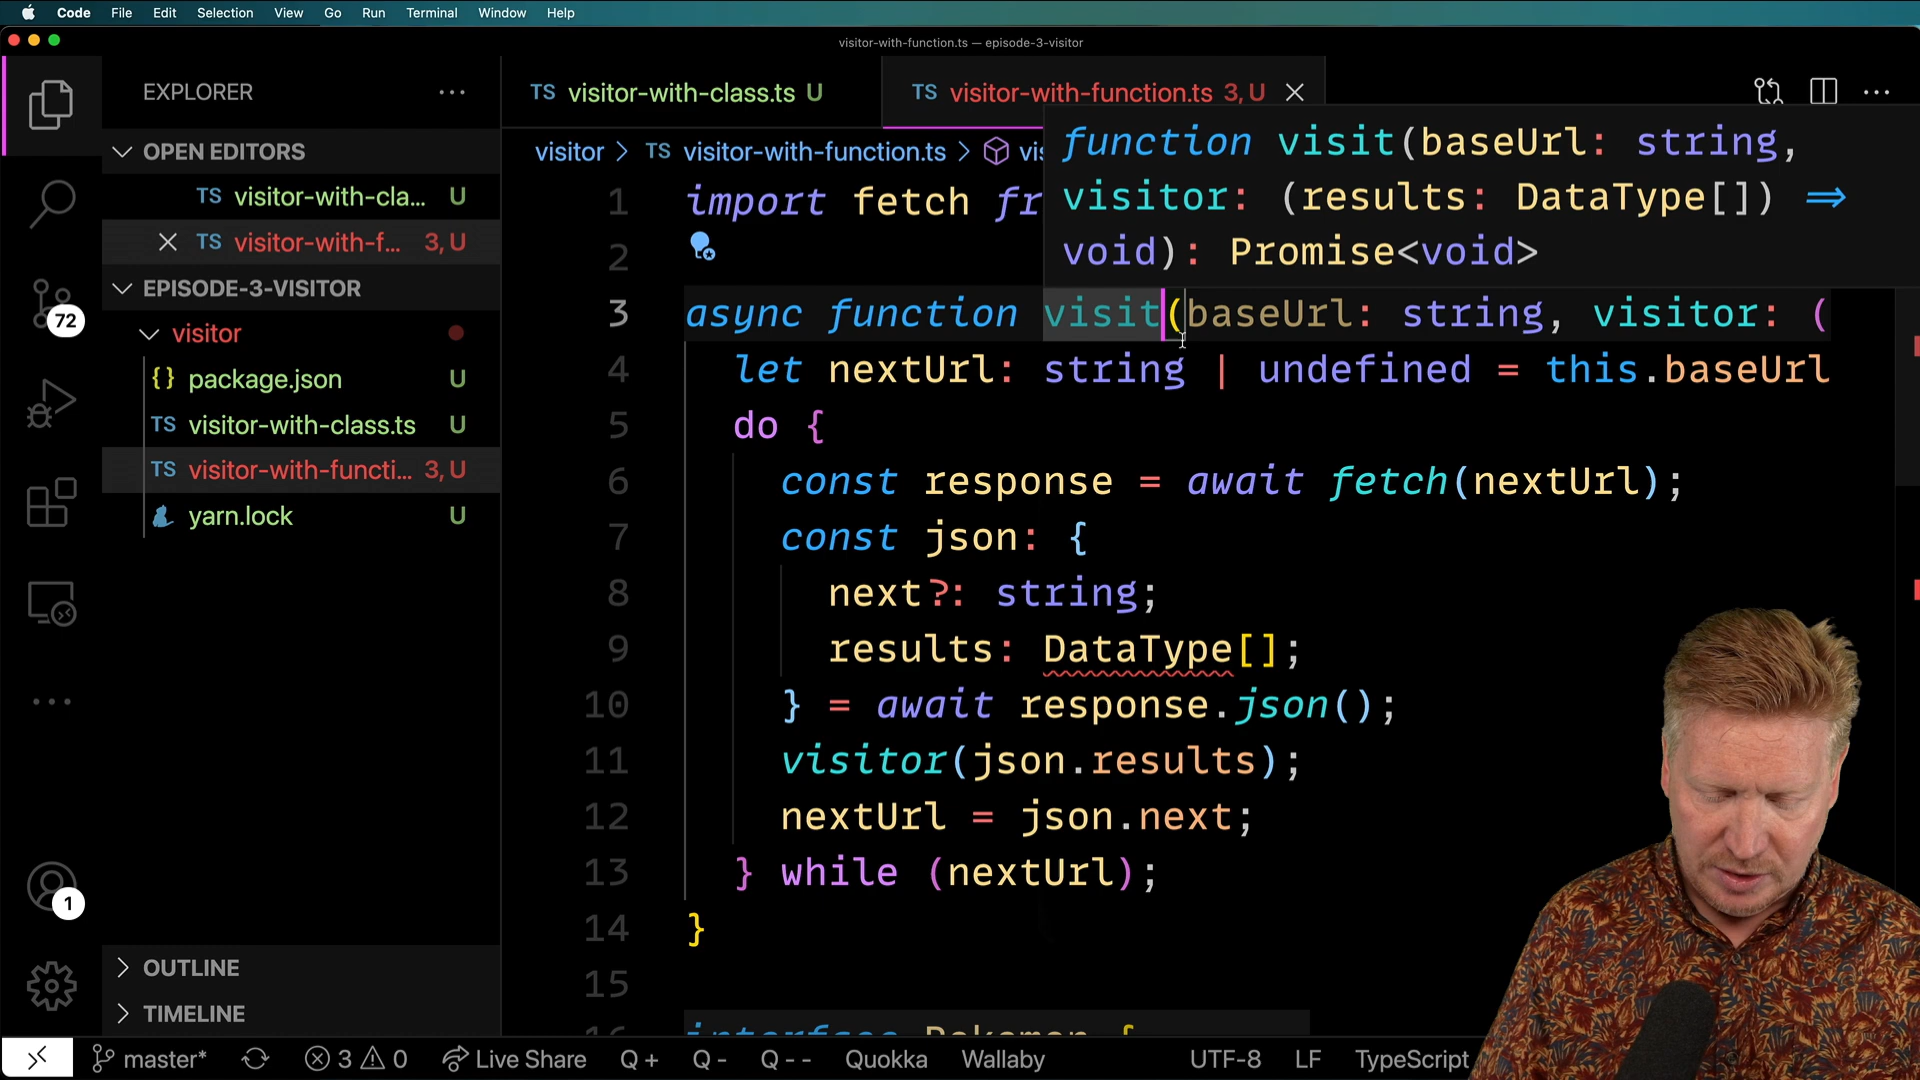 Code File Edit Selection View Go Run Terminal Window Help
visitor-with-function.ts — episode-3-visitor
EXPLORER ...
TS visitor-with-class.ts U
TS visitor-with-function.ts 3, U
OPEN EDITORS
TS visitor-with-cla... U
TS visitor-with-f... 3, U
EPISODE-3-VISITOR
visitor
{} package.json U
TS visitor-with-class.ts U
TS visitor-with-functi... 3, U
yarn.lock U
72
1
OUTLINE
TIMELINE
visitor > TS visitor-with-function.ts >
function visit(baseUrl: string,
visitor: (results: DataType[]) ⇒
void): Promise<void>
1 import fetch fr
2
3 async function visit(baseUrl: string, visitor: (
4 let nextUrl: string | undefined = this.baseUrl
5 do {
6 const response = await fetch(nextUrl);
7 const json: {
8 next?: string;
9 results: DataType[];
10 } = await response.json();
11 visitor(json.results);
12 nextUrl = json.next;
13 } while (nextUrl);
14 }
15
16 interface Pokemon {
master* 3 0 Live Share Q + Q - Q - - Quokka Wallaby UTF-8 LF TypeScript